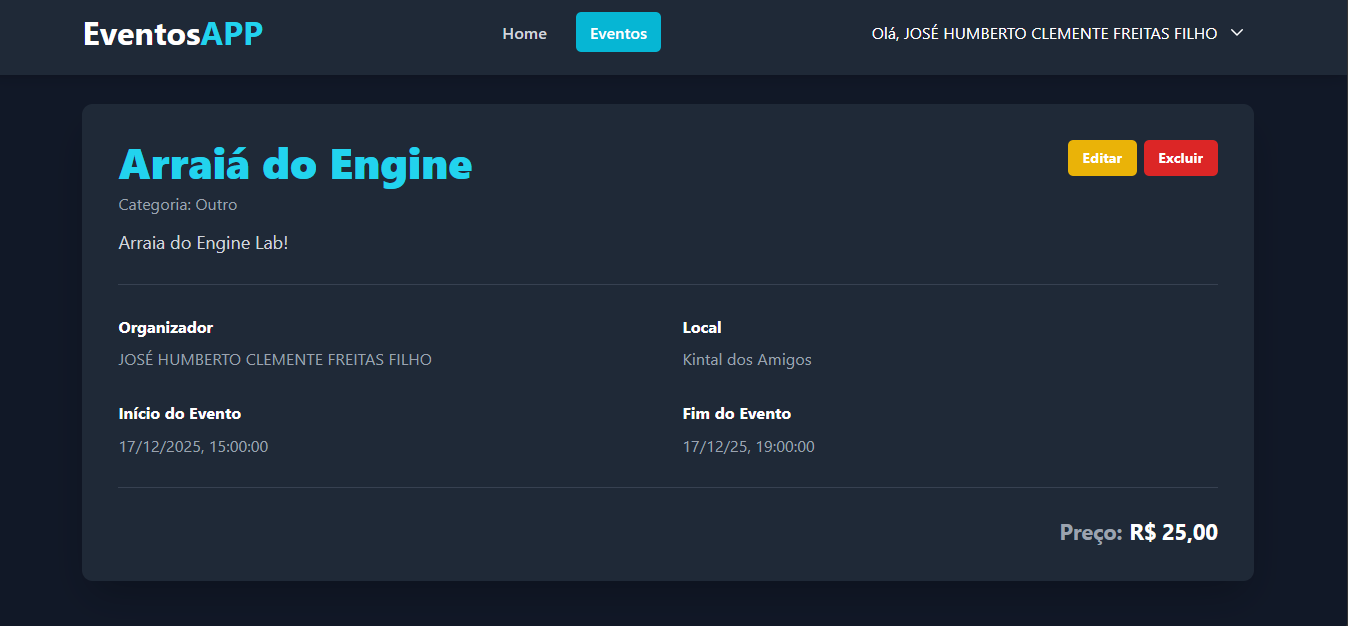 EventosAPP Home Eventos Olá, JOSÉ HUMBERTO CLEMENTE FREITAS FILHO
Arraiá do Engine Editar Excluir
Categoria: Outro
Arraia do Engine Lab!
Organizador Local
JOSÉ HUMBERTO CLEMENTE FREITAS FILHO Kintal dos Amigos
Início do Evento Fim do Evento
17/12/2025, 15:00:00 17/12/25, 19:00:00
Preço: R$ 25,00